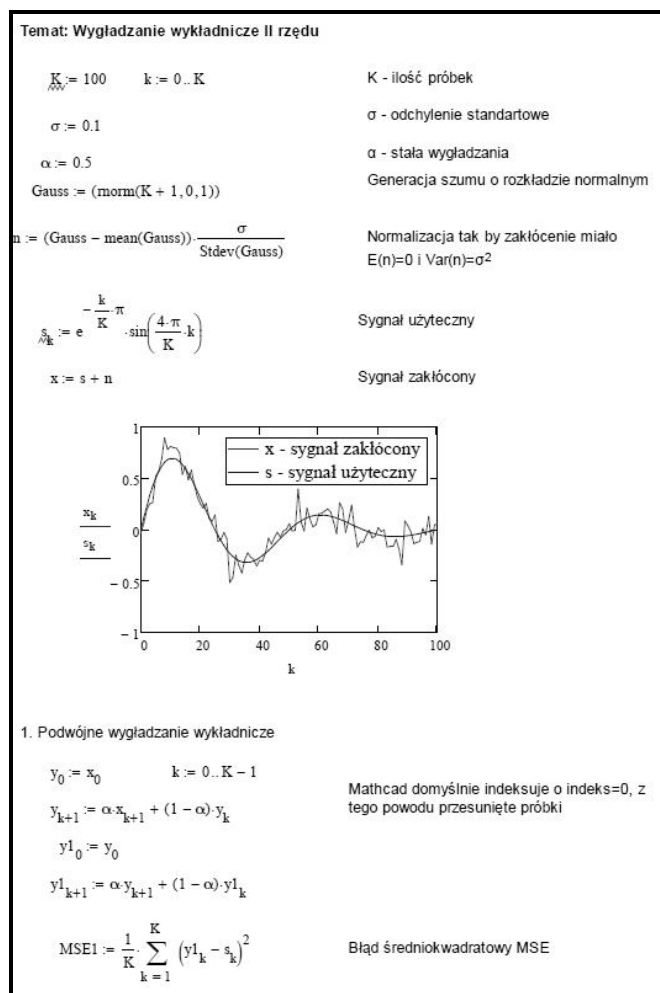 Temat: Wygładzanie wykładnicze II rzędu
K := 100 k := 0 .. K K - ilość próbek
σ := 0.1 σ - odchylenie standartowe
α := 0.5 α - stała wygładzania
Gauss := (rnorm(K + 1, 0, 1)) Generacja szumu o rozkładzie normalnym
n := (Gauss − mean(Gauss))·σ/Stdev(Gauss) Normalizacja tak by zakłócenie miało
E(n)=0 i Var(n)=σ²
s_k := e^(−(k/K)·π)·sin((4·π/K)·k) Sygnał użyteczny
x := s + n Sygnał zakłócony
x - sygnał zakłócony
s - sygnał użyteczny
1
0.5
x_k
0
s_k
− 0.5
− 1
0 20 40 60 80 100
k
1. Podwójne wygładzanie wykładnicze
y_0 := x_0 k := 0 .. K − 1
Mathcad domyślnie indeksuje o indeks=0, z
y_(k+1) := α·x_(k+1) + (1 − α)·y_k tego powodu przesunięte próbki
y1_0 := y_0
y1_(k+1) := α·y_(k+1) + (1 − α)·y1_k
MSE1 := (1/K)·∑_(k = 1)^K (y1_k − s_k)² Błąd średniokwadratowy MSE